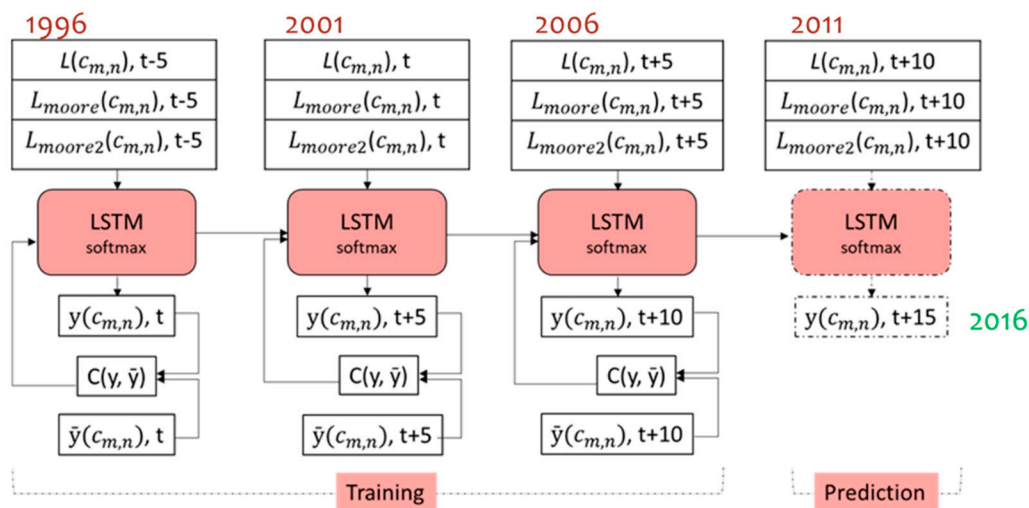 1996
2001
2006
2011
L(c_{m,n}), t-5
L(c_{m,n}), t
L(c_{m,n}), t+5
L(c_{m,n}), t+10
L_{moore}(c_{m,n}), t-5
L_{moore}(c_{m,n}), t
L_{moore}(c_{m,n}), t+5
L_{moore}(c_{m,n}), t+10
L_{moore2}(c_{m,n}), t-5
L_{moore2}(c_{m,n}), t
L_{moore2}(c_{m,n}), t+5
L_{moore2}(c_{m,n}), t+10
LSTM
softmax
LSTM
softmax
LSTM
softmax
LSTM
softmax
y(c_{m,n}), t
y(c_{m,n}), t+5
y(c_{m,n}), t+10
y(c_{m,n}), t+15
2016
C(y, ȳ)
C(y, ȳ)
C(y, ȳ)
ȳ(c_{m,n}), t
ȳ(c_{m,n}), t+5
ȳ(c_{m,n}), t+10
Training
Prediction